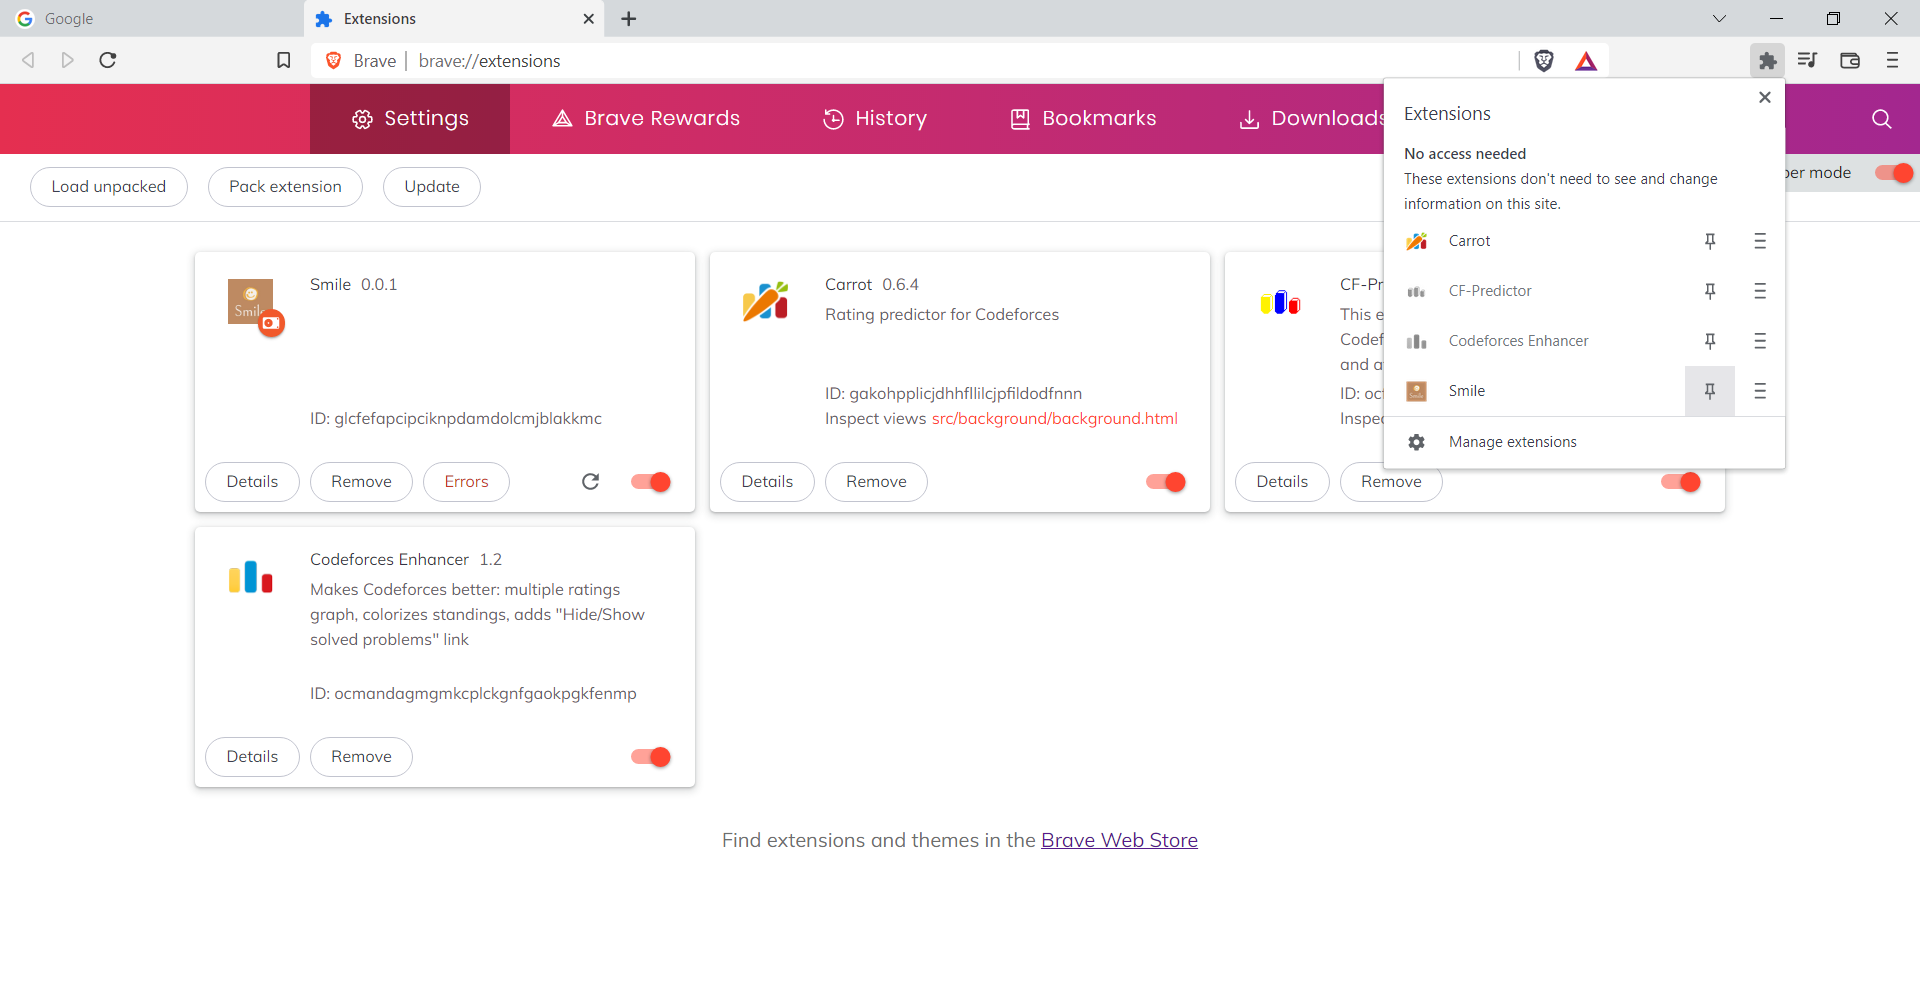 Google
Extensions
Brave
brave://extensions
Settings
Brave Rewards
History
Bookmarks
Downloads
Load unpacked
Pack extension
Update
per mode
Extensions
No access needed
These extensions don't need to see and change
information on this site.
Carrot
CF-Predictor
Codeforces Enhancer
Smile
Manage extensions
Smile 0.0.1
Smile
ID: glcfefapcipciknpdamdolcmjblakkmc
Details
Remove
Errors
Carrot 0.6.4
Rating predictor for Codeforces
ID: gakohpplicjdhhfllilcjpfildodfnnn
Inspect views src/background/background.html
Details
Remove
CF-Pr
This e
Codef
and a
ID: oc
Inspec
Details
Remove
Codeforces Enhancer 1.2
Makes Codeforces better: multiple ratings
graph, colorizes standings, adds "Hide/Show
solved problems" link
ID: ocmandagmgmkcplckgnfgaokpgkfenmp
Details
Remove
Find extensions and themes in the Brave Web Store